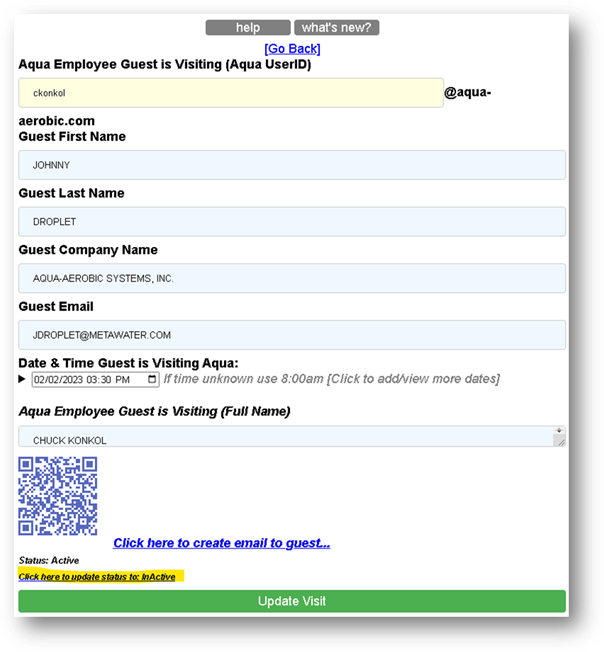 help what's new?
[Go Back]
Aqua Employee Guest is Visiting (Aqua UserID)
ckonkol @aqua-
aerobic.com
Guest First Name
JOHNNY
Guest Last Name
DROPLET
Guest Company Name
AQUA-AEROBIC SYSTEMS, INC.
Guest Email
JDROPLET@METAWATER.COM
Date & Time Guest is Visiting Aqua:
02/02/2023 03:30 PM If time unknown use 8:00am [Click to add/view more dates]
Aqua Employee Guest is Visiting (Full Name)
CHUCK KONKOL
Click here to create email to guest...
Status: Active
Click here to update status to: InActive
Update Visit